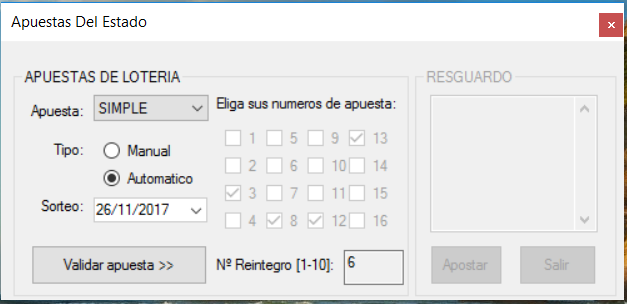 Apuestas Del Estado
APUESTAS DE LOTERIA
Apuesta: SIMPLE
Tipo: Manual
Automatico
Sorteo: 26/11/2017
Validar apuesta >>
Eliga sus numeros de apuesta:
1 5 9 13
2 6 10 14
3 7 11 15
4 8 12 16
Nº Reintegro [1-10]: 6
RESGUARDO
Apostar Salir